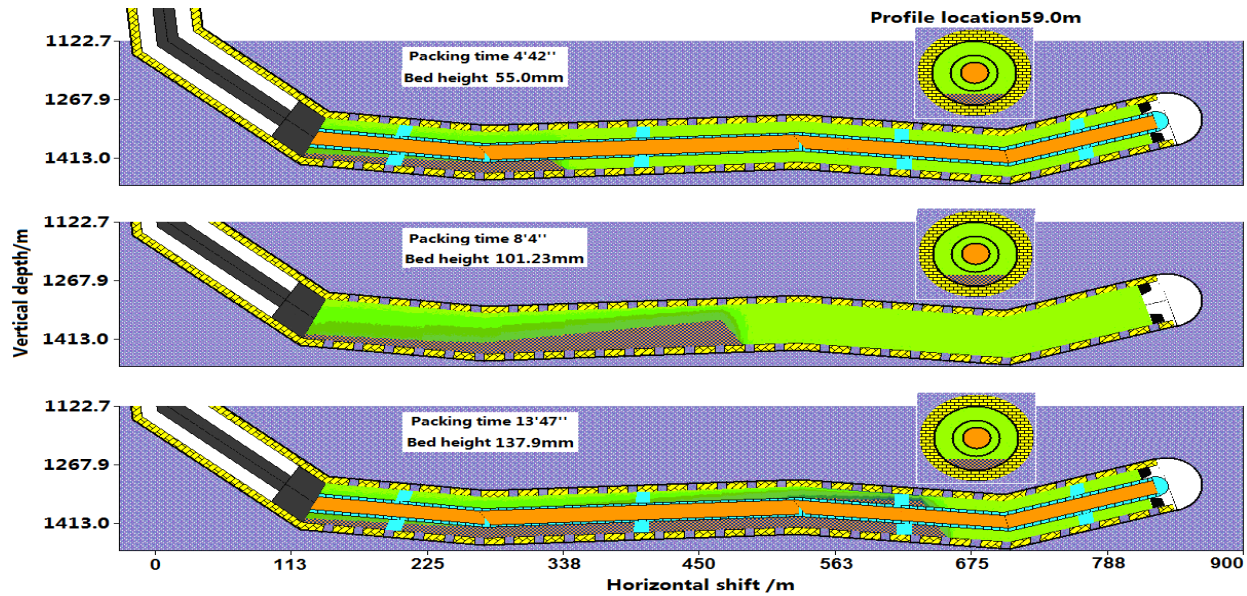 Profile location59.0m
1122.7
Packing time 4'42''
Bed height 55.0mm
1267.9
1413.0
1122.7
Packing time 8'4''
Bed height 101.23mm
1267.9
1413.0
Vertical depth/m
1122.7
Packing time 13'47''
Bed height 137.9mm
1267.9
1413.0
0 113 225 338 450 563 675 788 900
Horizontal shift /m